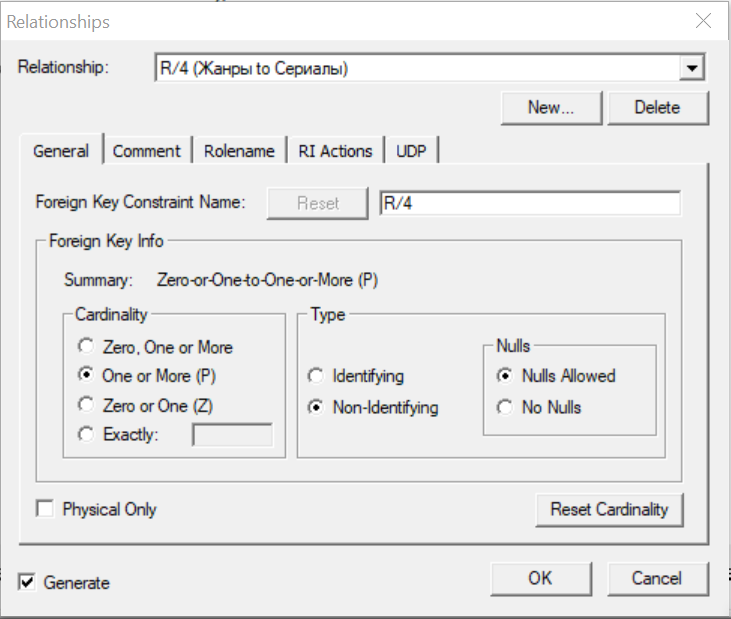 Relationships
Relationship: R/4 (Жанры to Сериалы)
New... Delete
General Comment Rolename RI Actions UDP
Foreign Key Constraint Name: Reset R/4
Foreign Key Info
Summary: Zero-or-One-to-One-or-More (P)
Cardinality
Zero, One or More
One or More (P)
Zero or One (Z)
Exactly:
Type
Identifying
Non-Identifying
Nulls
Nulls Allowed
No Nulls
Physical Only
Reset Cardinality
Generate
OK Cancel